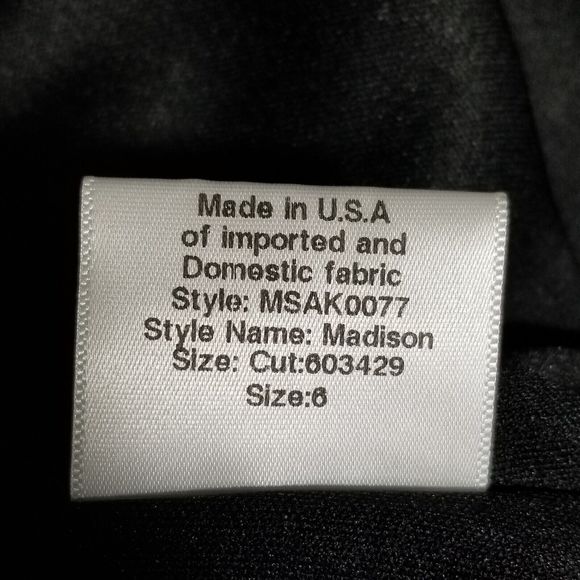 Made in U.S.A
of imported and
Domestic fabric
Style: MSAK0077
Style Name: Madison
Size: Cut:603429
Size:6